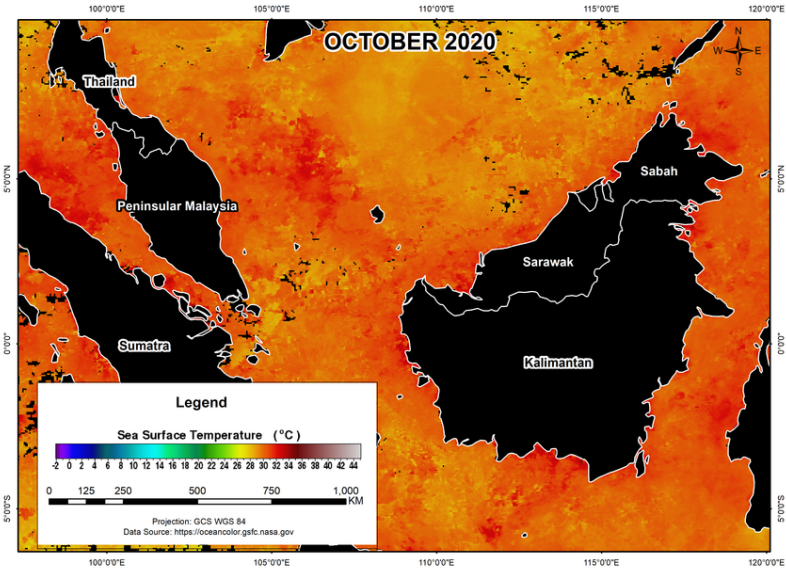 100°0'0"E 105°0'0"E 110°0'0"E 115°0'0"E 120°0'0"E
OCTOBER 2020
N
W E
S
Thailand
5°0'0"N 5°0'0"N
Sabah
Peninsular Malaysia
Sarawak
0°0'0" 0°0'0"
Sumatra
Kalimantan
Legend
Sea Surface Temperature (°C)
-2 0 2 4 6 8 10 12 14 16 18 20 22 24 26 28 30 32 34 36 38 40 42 44
0 125 250 500 750 1,000
KM
5°0'0"S 5°0'0"S
Projection: GCS WGS 84
Data Source: https://oceancolor.gsfc.nasa.gov
100°0'0"E 105°0'0"E 110°0'0"E 115°0'0"E 120°0'0"E